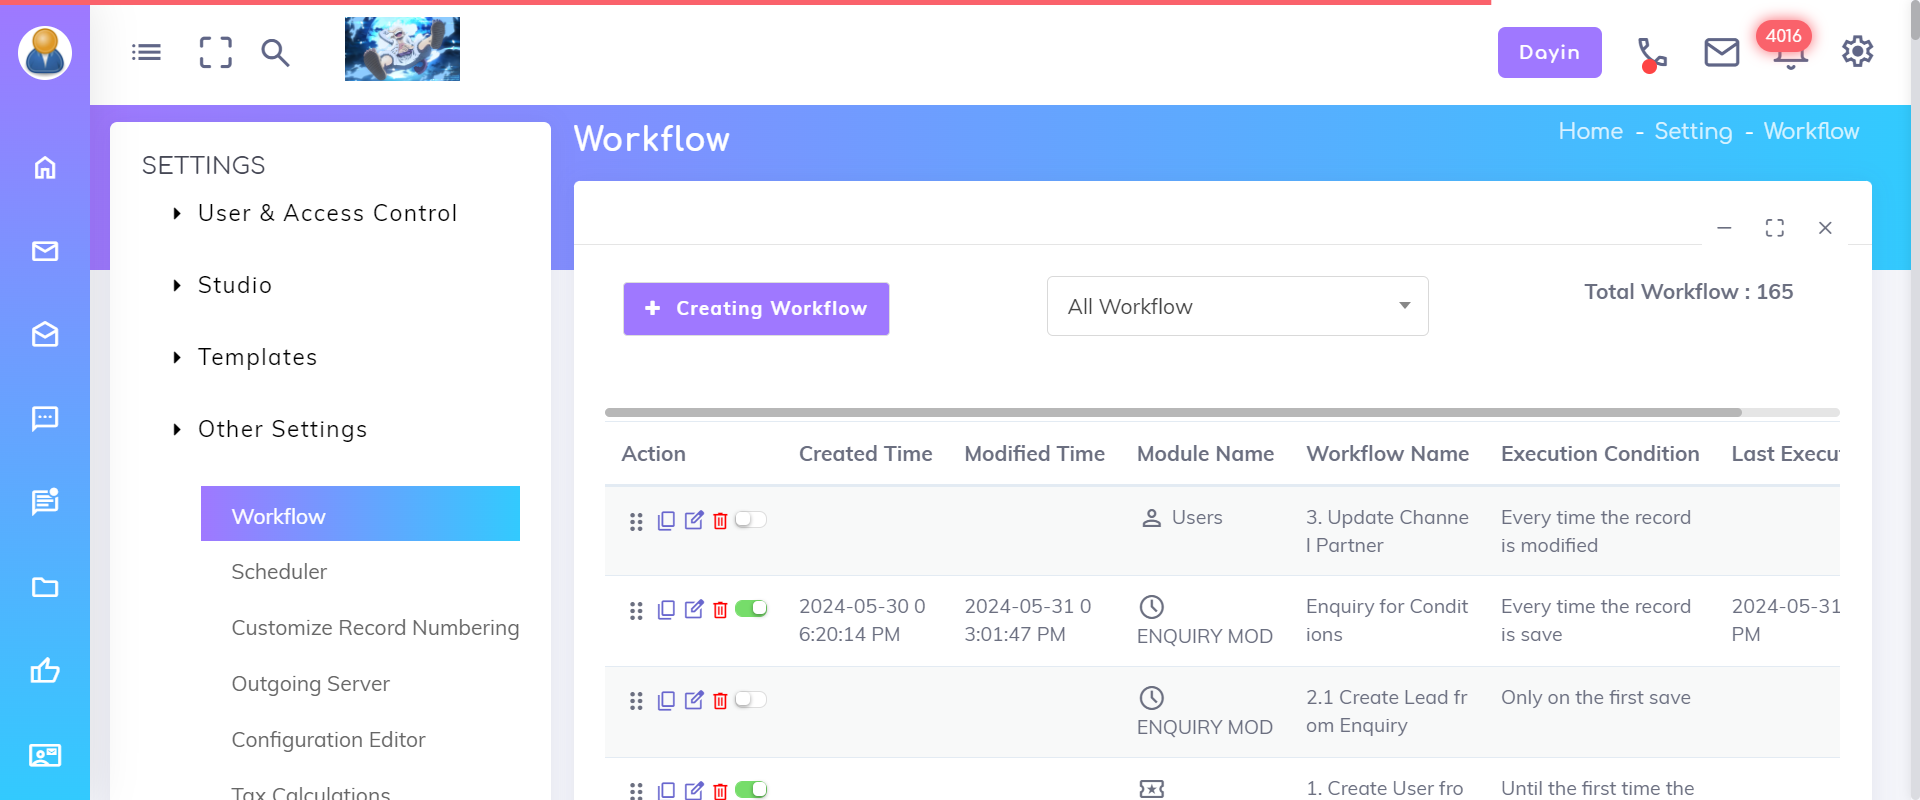 Dayin
4016
SETTINGS
User & Access Control
Studio
Templates
Other Settings
Workflow
Scheduler
Customize Record Numbering
Outgoing Server
Configuration Editor
Tax Calculations
Workflow
Home - Setting - Workflow
Creating Workflow
All Workflow
Total Workflow : 165
Action Created Time Modified Time Module Name Workflow Name Execution Condition Last Execu
Users 3. Update Channe Every time the record
l Partner is modified
2024-05-30 0 2024-05-31 0 Enquiry for Condit Every time the record 2024-05-31
6:20:14 PM 3:01:47 PM ENQUIRY MOD ions is save PM
2.1 Create Lead fr Only on the first save
ENQUIRY MOD om Enquiry
1. Create User fro Until the first time the